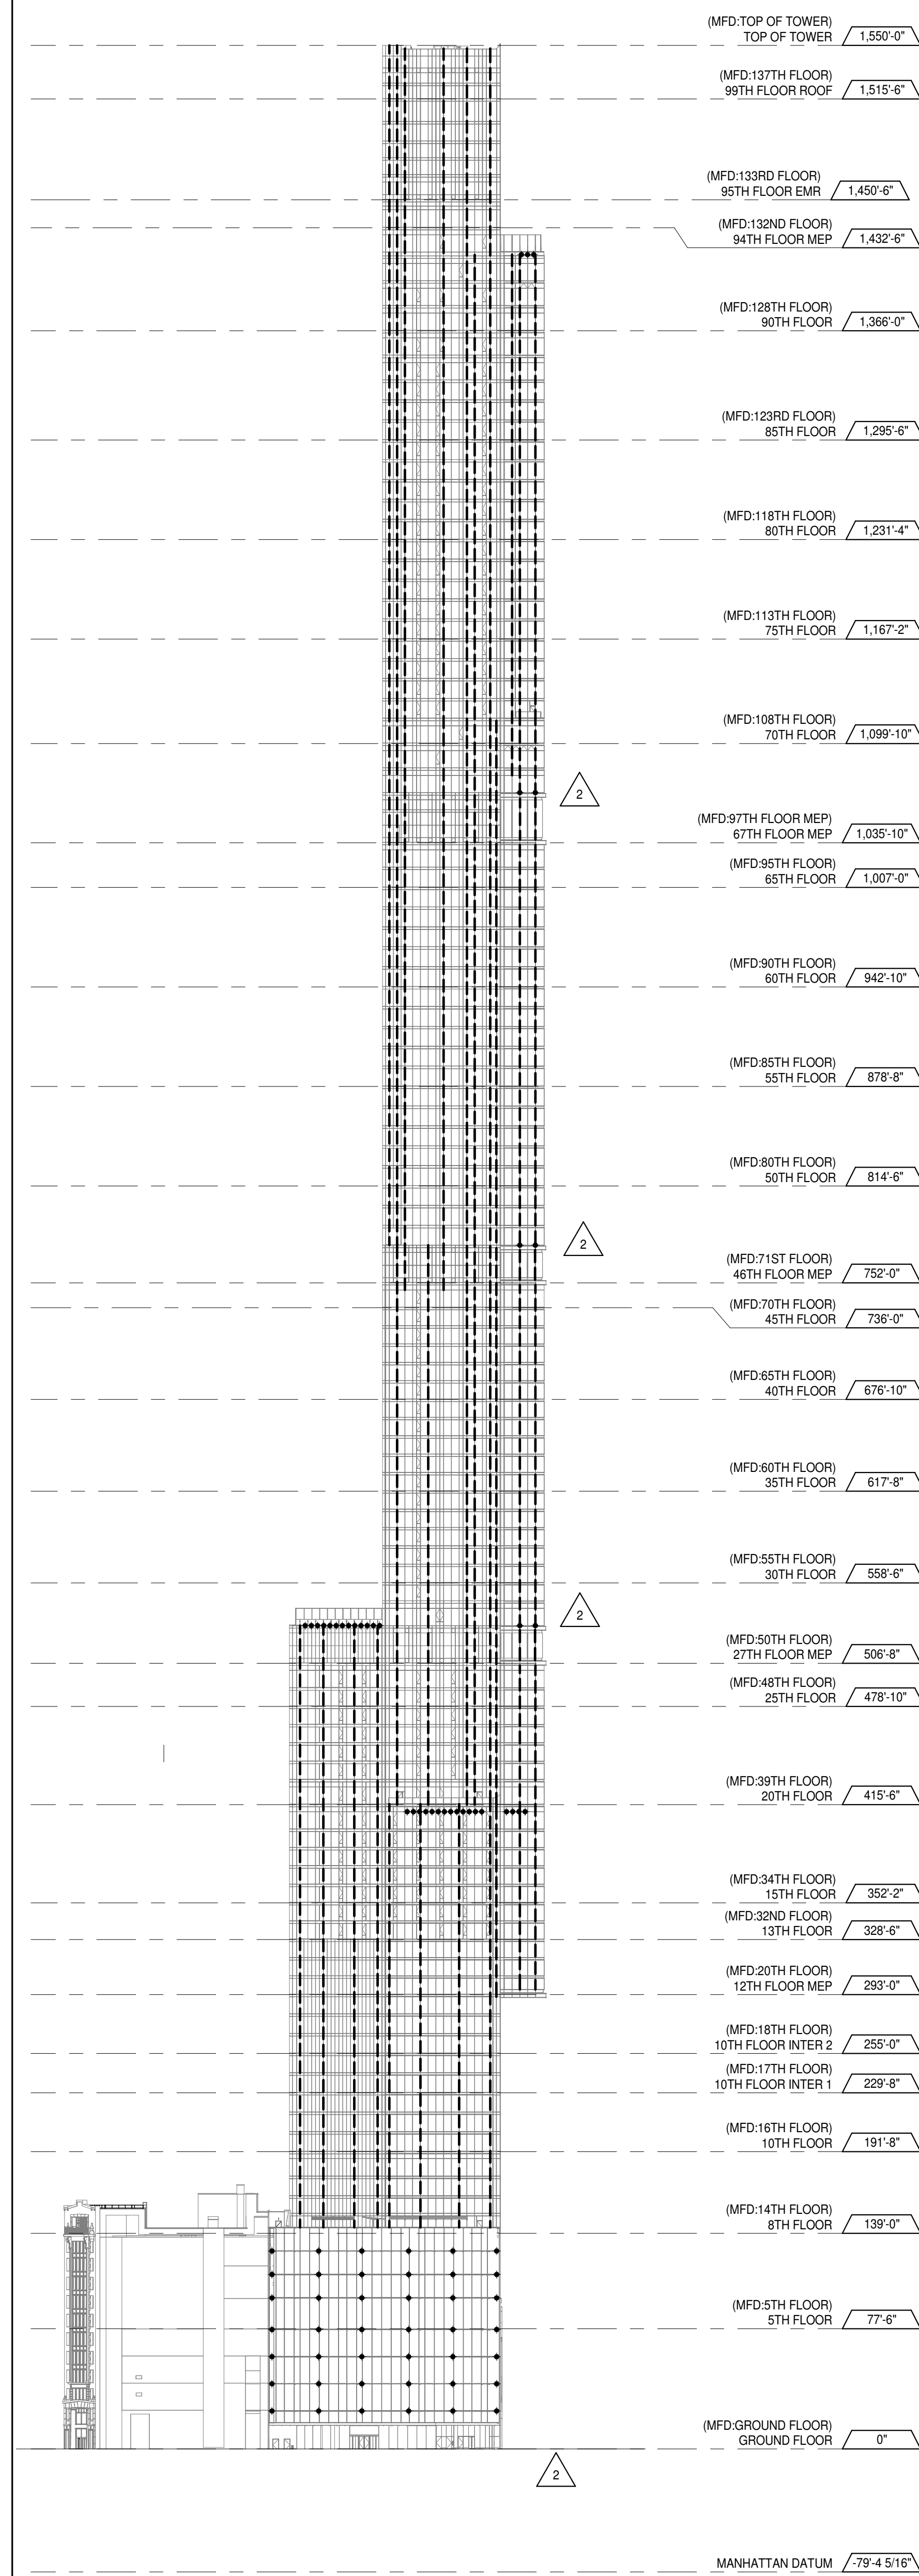 (MFD:TOP OF TOWER)
TOP OF TOWER 1,550'-0"
(MFD:137TH FLOOR)
99TH FLOOR ROOF 1,515'-6"
(MFD:133RD FLOOR)
95TH FLOOR EMR 1,450'-6"
(MFD:132ND FLOOR)
94TH FLOOR MEP 1,432'-6"
(MFD:128TH FLOOR)
90TH FLOOR 1,366'-0"
(MFD:123RD FLOOR)
85TH FLOOR 1,295'-6"
(MFD:118TH FLOOR)
80TH FLOOR 1,231'-4"
(MFD:113TH FLOOR)
75TH FLOOR 1,167'-2"
(MFD:108TH FLOOR)
70TH FLOOR 1,099'-10"
2
(MFD:97TH FLOOR MEP)
67TH FLOOR MEP 1,035'-10"
(MFD:95TH FLOOR)
65TH FLOOR 1,007'-0"
(MFD:90TH FLOOR)
60TH FLOOR 942'-10"
(MFD:85TH FLOOR)
55TH FLOOR 878'-8"
(MFD:80TH FLOOR)
50TH FLOOR 814'-6"
2
(MFD:71ST FLOOR)
46TH FLOOR MEP 752'-0"
(MFD:70TH FLOOR)
45TH FLOOR 736'-0"
(MFD:65TH FLOOR)
40TH FLOOR 676'-10"
(MFD:60TH FLOOR)
35TH FLOOR 617'-8"
(MFD:55TH FLOOR)
30TH FLOOR 558'-6"
2
(MFD:50TH FLOOR)
27TH FLOOR MEP 506'-8"
(MFD:48TH FLOOR)
25TH FLOOR 478'-10"
(MFD:39TH FLOOR)
20TH FLOOR 415'-6"
(MFD:34TH FLOOR)
15TH FLOOR 352'-2"
(MFD:32ND FLOOR)
13TH FLOOR 328'-6"
(MFD:20TH FLOOR)
12TH FLOOR MEP 293'-0"
(MFD:18TH FLOOR)
10TH FLOOR INTER 2 255'-0"
(MFD:17TH FLOOR)
10TH FLOOR INTER 1 229'-8"
(MFD:16TH FLOOR)
10TH FLOOR 191'-8"
(MFD:14TH FLOOR)
8TH FLOOR 139'-0"
(MFD:5TH FLOOR)
5TH FLOOR 77'-6"
(MFD:GROUND FLOOR)
GROUND FLOOR 0"
2
MANHATTAN DATUM -79'-4 5/16"